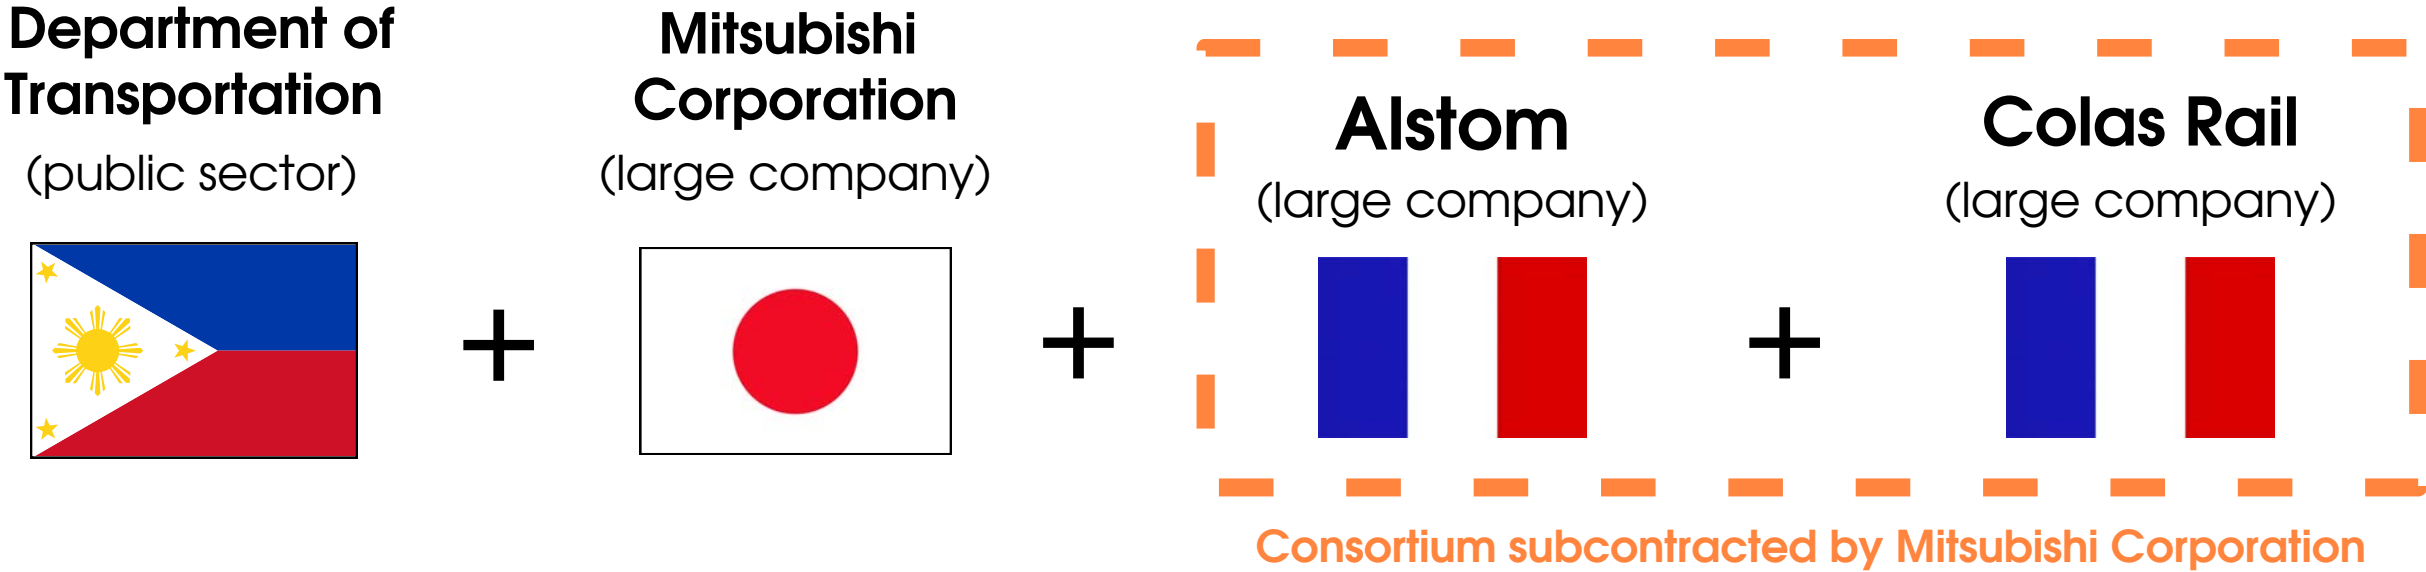 Department of
Transportation
(public sector)
Mitsubishi
Corporation
(large company)
Alstom
(large company)
Colas Rail
(large company)
+
+
+
Consortium subcontracted by Mitsubishi Corporation